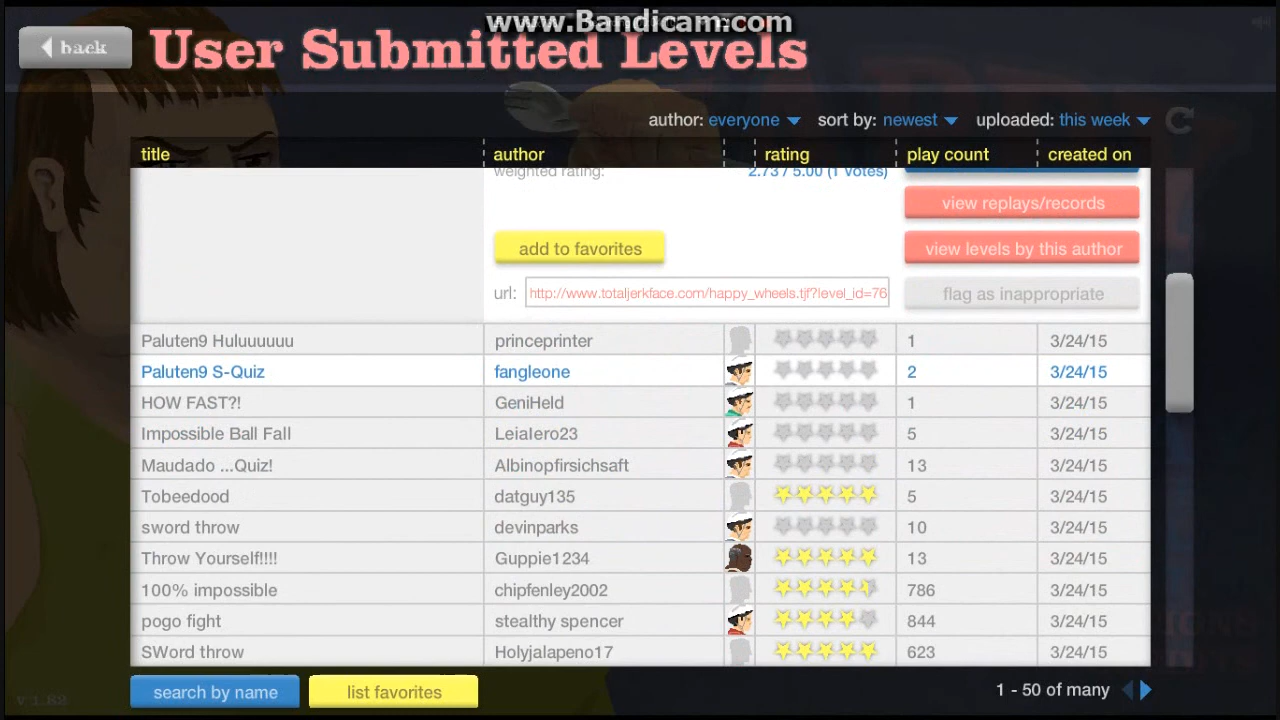 www.Bandicam.com
back
User Submitted Levels
author: everyone sort by: newest uploaded: this week
title author rating play count created on
weighted rating: 2.73 / 5.00 (1 votes)
view replays/records
add to favorites view levels by this author
url: http://www.totaljerkface.com/happy_wheels.tjf?level_id=76 flag as inappropriate
Paluten9 Huluuuuuu princeprinter 1 3/24/15
Paluten9 S-Quiz fangleone 2 3/24/15
HOW FAST?! GeniHeld 1 3/24/15
Impossible Ball Fall LeiaIero23 5 3/24/15
Maudado ...Quiz! Albinopfirsichsaft 13 3/24/15
Tobeedood datguy135 5 3/24/15
sword throw devinparks 10 3/24/15
Throw Yourself!!!! Guppie1234 13 3/24/15
100% impossible chipfenley2002 786 3/24/15
pogo fight stealthy spencer 844 3/24/15
SWord throw Holyjalapeno17 623 3/24/15
search by name list favorites 1 - 50 of many
v 1.82